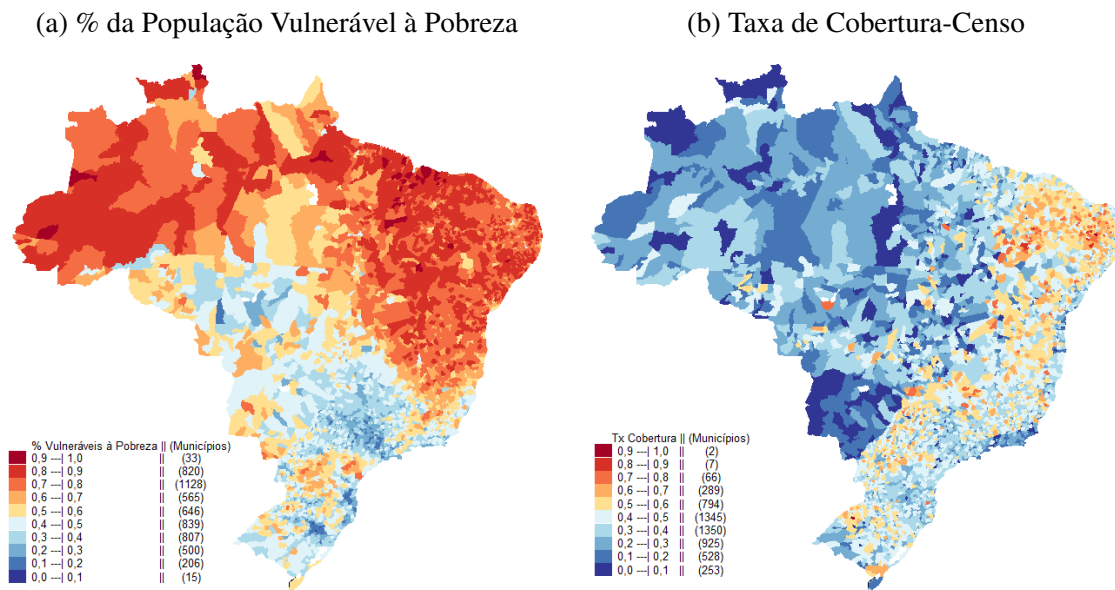 (a) % da População Vulnerável à Pobreza
(b) Taxa de Cobertura-Censo
% Vulneráveis à Pobreza || (Municípios)
0,9 ---| 1,0 || (33)
0,8 ---| 0,9 || (820)
0,7 ---| 0,8 || (1128)
0,6 ---| 0,7 || (565)
0,5 ---| 0,6 || (646)
0,4 ---| 0,5 || (839)
0,3 ---| 0,4 || (807)
0,2 ---| 0,3 || (500)
0,1 ---| 0,2 || (206)
0,0 ---| 0,1 || (15)
Tx Cobertura || (Municípios)
0,9 ---| 1,0 || (2)
0,8 ---| 0,9 || (7)
0,7 ---| 0,8 || (66)
0,6 ---| 0,7 || (289)
0,5 ---| 0,6 || (794)
0,4 ---| 0,5 || (1345)
0,3 ---| 0,4 || (1350)
0,2 ---| 0,3 || (925)
0,1 ---| 0,2 || (528)
0,0 ---| 0,1 || (253)